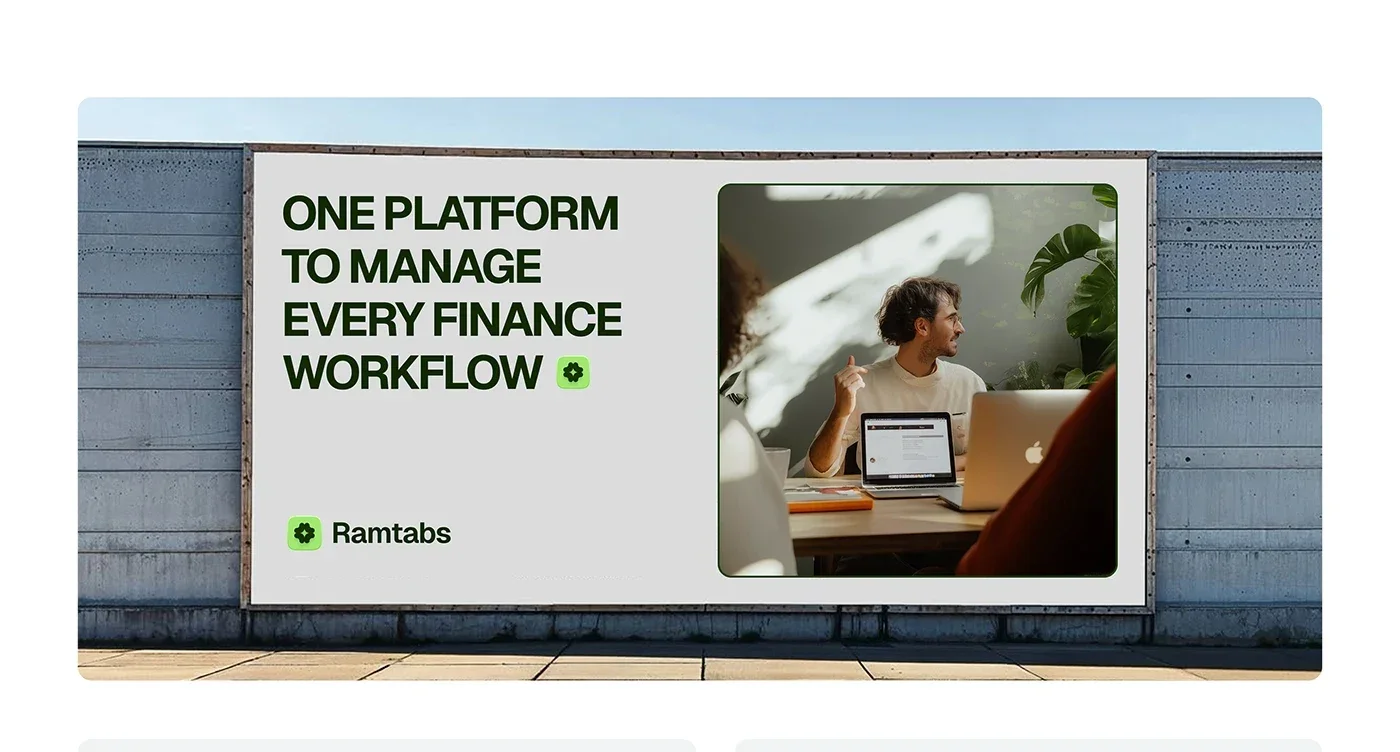 ONE PLATFORM
TO MANAGE
EVERY FINANCE
WORKFLOW
Ramtabs